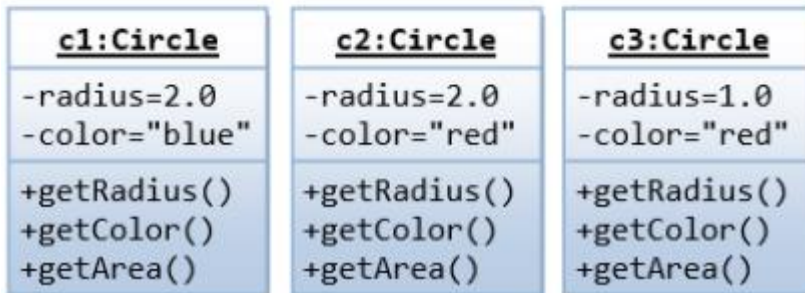 c1:Circle
-radius=2.0
-color="blue"
+getRadius()
+getColor()
+getArea()
c2:Circle
-radius=2.0
-color="red"
+getRadius()
+getColor()
+getArea()
c3:Circle
-radius=1.0
-color="red"
+getRadius()
+getColor()
+getArea()